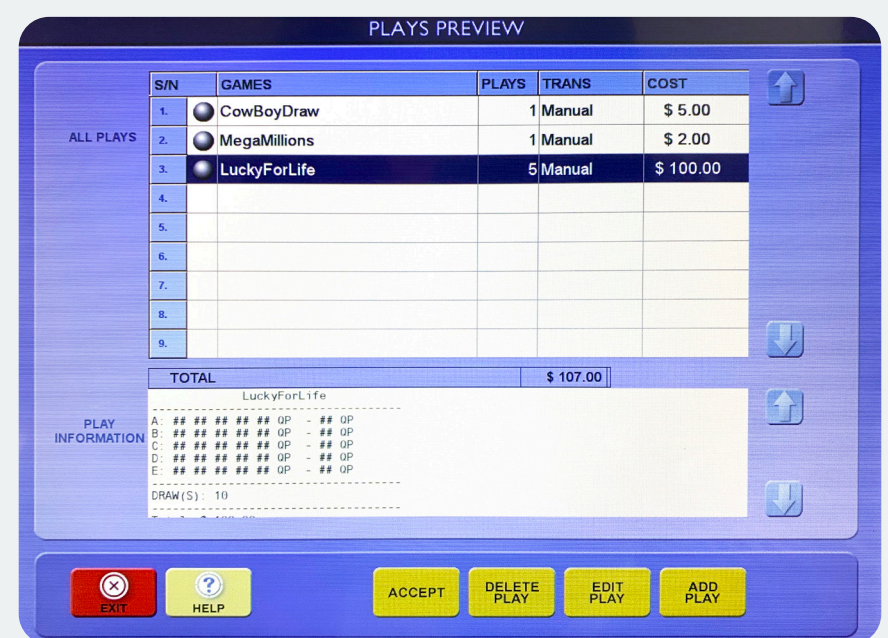 PLAYS PREVIEW
S/N GAMES PLAYS TRANS COST
1. CowBoyDraw 1 Manual $ 5.00
ALL PLAYS
2. MegaMillions 1 Manual $ 2.00
3. LuckyForLife 5 Manual $ 100.00
4.
5.
6.
7.
8.
9.
TOTAL $ 107.00
LuckyForLife
PLAY
INFORMATION
A: ## ## ## ## ## QP - ## QP
B: ## ## ## ## ## QP - ## QP
C: ## ## ## ## ## QP - ## QP
D: ## ## ## ## ## QP - ## QP
E: ## ## ## ## ## QP - ## QP
DRAW(S): 10
EXIT
? HELP
ACCEPT
DELETE
PLAY
EDIT
PLAY
ADD
PLAY